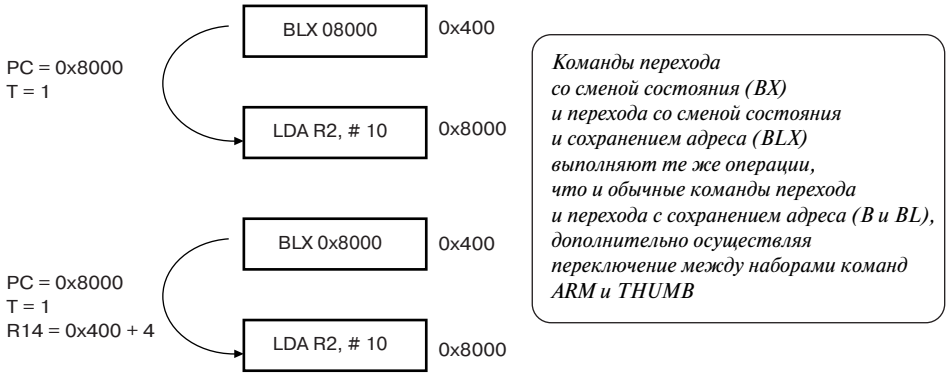 BLX 08000
0x400
PC = 0x8000
T = 1
LDA R2, # 10
0x8000
BLX 0x8000
0x400
PC = 0x8000
T = 1
R14 = 0x400 + 4
LDA R2, # 10
0x8000
Команды перехода
со сменой состояния (BX)
и перехода со сменой состояния
и сохранением адреса (BLX)
выполняют те же операции,
что и обычные команды перехода
и перехода с сохранением адреса (B и BL),
дополнительно осуществляя
переключение между наборами команд
ARM и THUMB